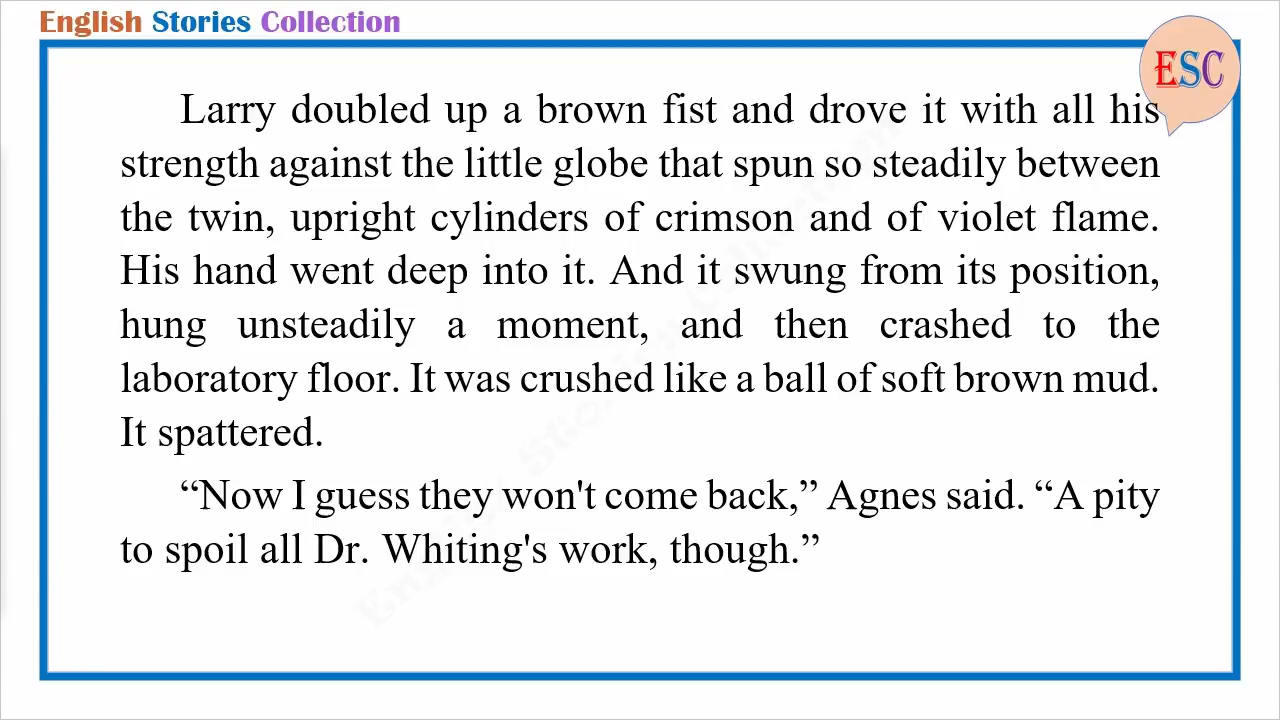 English Stories Collection
ESC
Larry doubled up a brown fist and drove it with all his
strength against the little globe that spun so steadily between
the twin, upright cylinders of crimson and of violet flame.
His hand went deep into it. And it swung from its position,
hung unsteadily a moment, and then crashed to the
laboratory floor. It was crushed like a ball of soft brown mud.
It spattered.
“Now I guess they won't come back,” Agnes said. “A pity
to spoil all Dr. Whiting's work, though.”
English Stories Collection